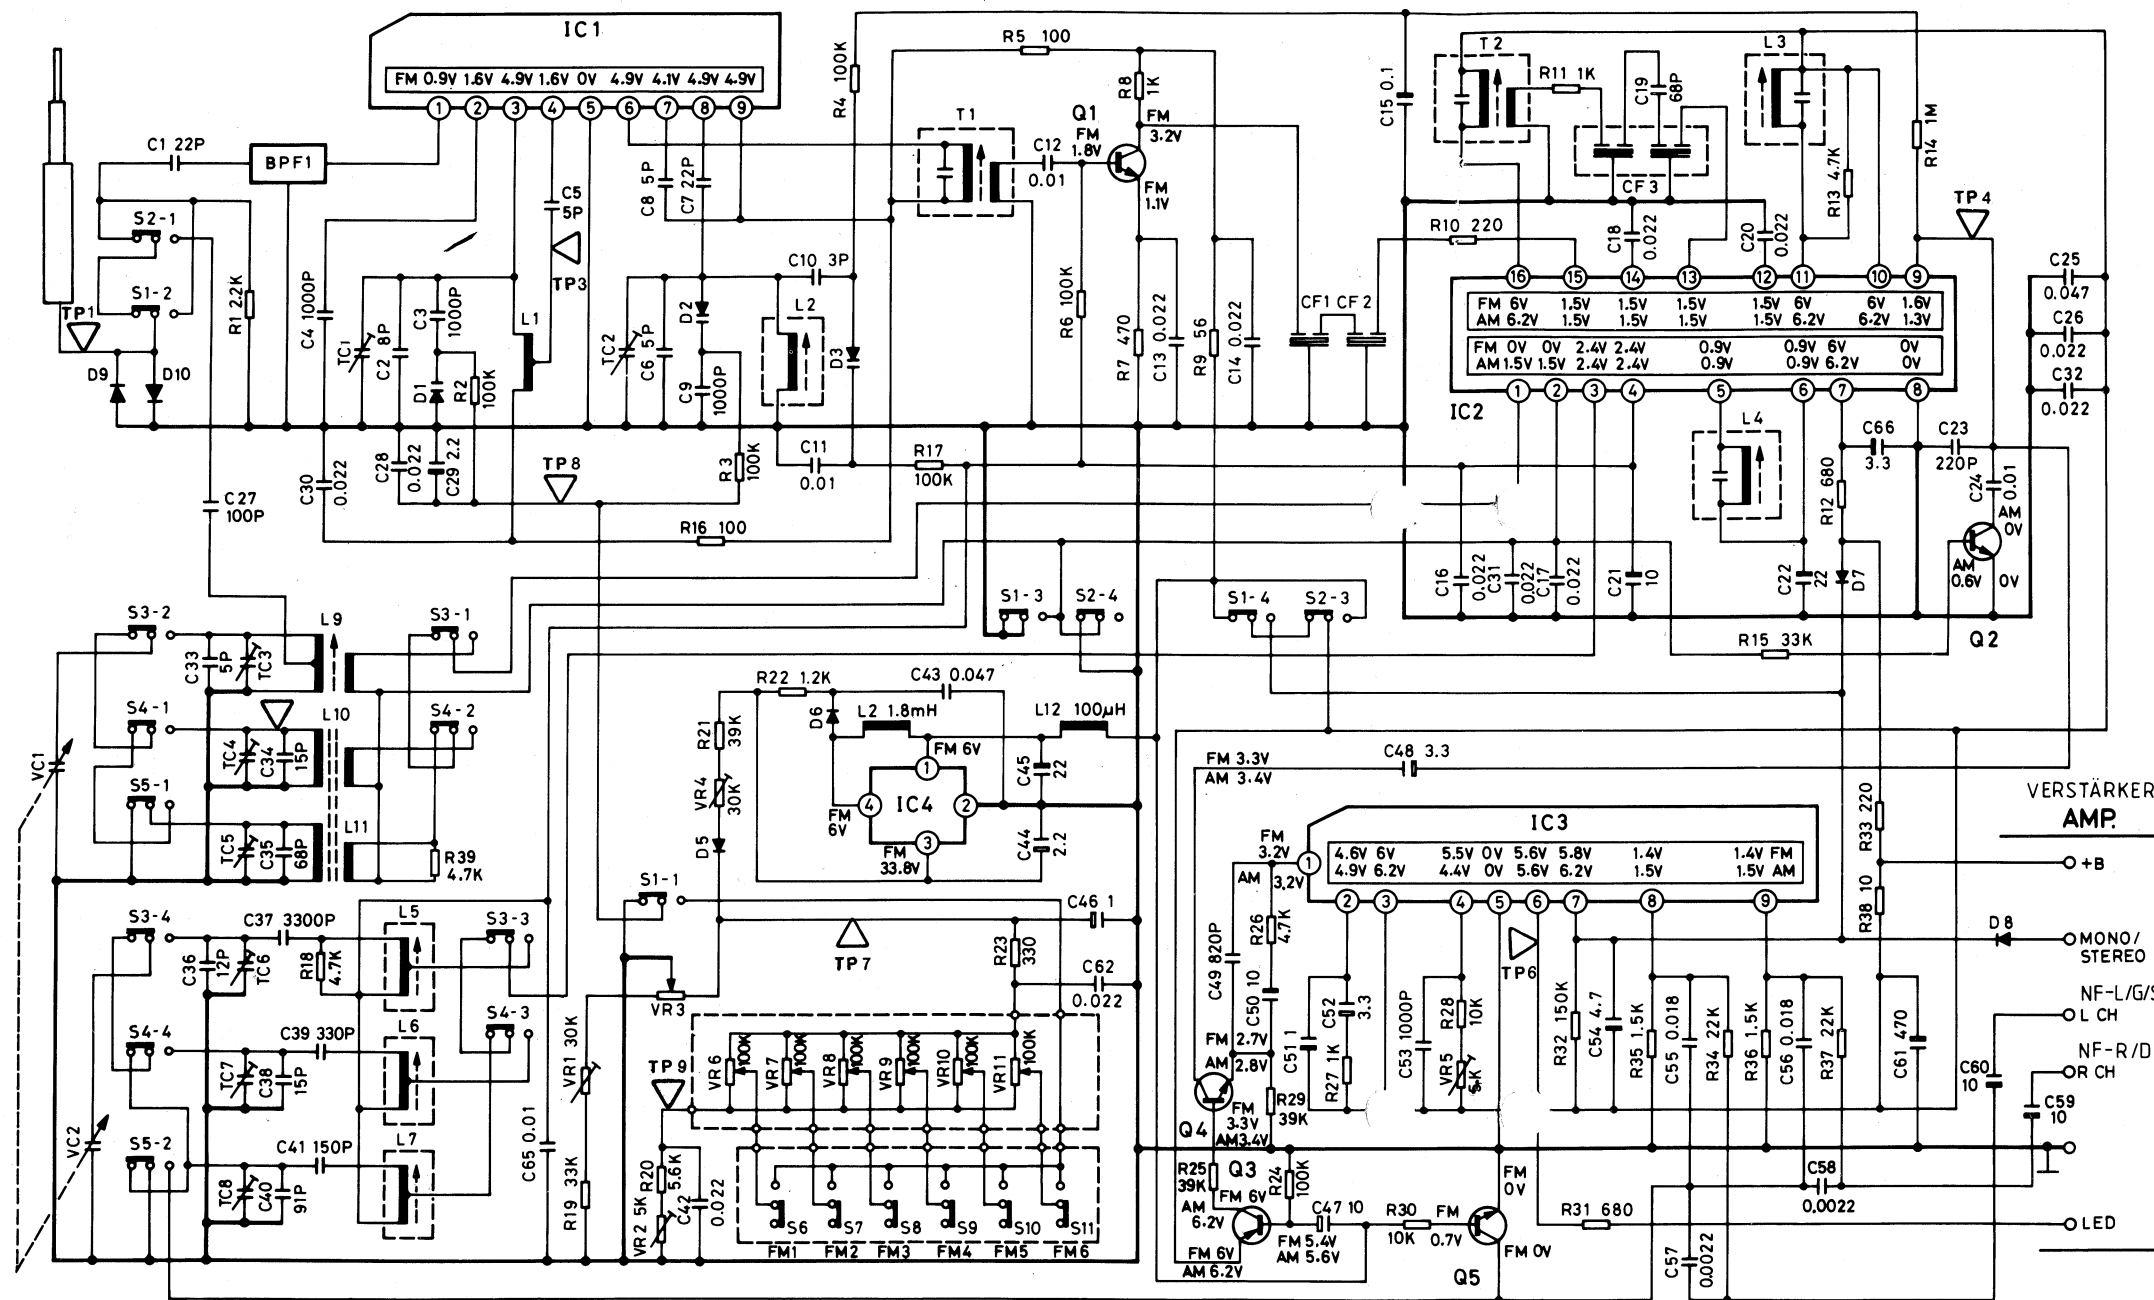 IC1
FM 0.9V 1.6V 4.9V 1.6V 0V 4.9V 4.1V 4.9V 4.9V
1 2 3 4 5 6 7 8 9
C1 22P
BPF1
S2-1
S1-2
TP1
D9
D10
R1 2.2K
C4 1000P
TC1
C2 8P
C3 1000P
D1
R2 100K
L1
C5 5P
TP3
C8 5P
C7 22P
TC2
C6 5P
D2
C9 1000P
C10 3P
L2
D3
R4 100K
R5 100
T1
C12 0.01
Q1
FM 1.8V
R8 1K
FM 3.2V
FM 1.1V
R6 100K
R7 470
C13 0.022
R9 56
C14 0.022
CF1 CF2
C15 0.1
T2
R11 1K
C19 68P
CF3
L3
R13 4.7K
R14 1M
TP4
R10 220
C18 0.022
C20 0.022
16 15 14 13 12 11 10 9
FM 6V 1.5V 1.5V 1.5V 1.5V 6V 6V 1.6V
AM 6.2V 1.5V 1.5V 1.5V 1.5V 6.2V 6.2V 1.3V
FM 0V 0V 2.4V 2.4V 0.9V 0.9V 6V 0V
AM 1.5V 1.5V 2.4V 2.4V 0.9V 0.9V 6.2V 0V
1 2 3 4 5 6 7 8
IC2
C25 0.047
C26 0.022
C32 0.022
C27 100P
C30 0.022
C28 0.022
C29 2.2
TP8
R3 100K
C11 0.01
R17 100K
R16 100
L4
C66 3.3
C23 220P
R12 680
C24 0.01
AM 0V
AM 0.6V
0V
Q2
C16 0.022
C31 0.022
C17 0.022
C21 10
C22 22
D7
R15 33K
S1-3
S2-4
S1-4
S2-3
S3-2
L9
S3-1
C33 5P
TC3
S4-1
L10
S4-2
TC4
C34 15P
VC1
S5-1
L11
TC5
C35 68P
R39 4.7K
R22 1.2K
C43 0.047
R21 39K
D6
L2 1.8mH
L12 100μH
FM 6V
1
VR4 30K
4
IC4
2
FM 6V
3
FM 33.8V
C45 22
C44 2.2
D5
S1-1
C46 1
TP7
R23 330
C62 0.022
VR3
FM 3.3V
AM 3.4V
C48 3.3
IC3
FM 3.2V
1
AM 3.2V
4.6V 6V 5.5V 0V 5.6V 5.8V 1.4V 1.4V FM
4.9V 6.2V 4.4V 0V 5.6V 6.2V 1.5V 1.5V AM
2 3 4 5 6 7 8 9
VERSTÄRKER
AMP.
R33 220
+B
R38 10
D8
MONO/
STEREO
NF-L/G/S
L CH
NF-R/D
R CH
LED
S3-4
C37 3300P
L5
S3-3
C36 12P
TC6
R18 4.7K
S4-4
C39 330P
L6
S4-3
TC7
C38 15P
VC2
S5-2
C41 150P
L7
TC8
C40 91P
C65 0.01
VR1 30K
R19 33K
TP9
R20 5.6K
VR2 5K
C42 0.022
VR6 100K
VR7 100K
VR8 100K
VR9 100K
VR10 100K
VR11 100K
S6 S7 S8 S9 S10 S11
FM1 FM2 FM3 FM4 FM5 FM6
C49 820P
R26 4.7K
C50 10
FM 2.7V
AM 2.8V
Q4
FM 3.3V
AM 3.4V
R29 39K
C51 1
C52 3.3
R27 1K
C53 1000P
R28 10K
TP6
R32 150K
C54 4.7
R35 1.5K
C55 0.018
R34 22K
R36 1.5K
C56 0.018
R37 22K
C61 470
C60 10
C59 10
R25 39K
Q3
R24 100K
AM 6.2V
FM 6V
FM 6V
AM 6.2V
C47 10
FM 5.4V
AM 5.6V
R30 10K
FM 0.7V
FM 0V
FM 0V
Q5
R31 680
C58 0.0022
C57 0.0022